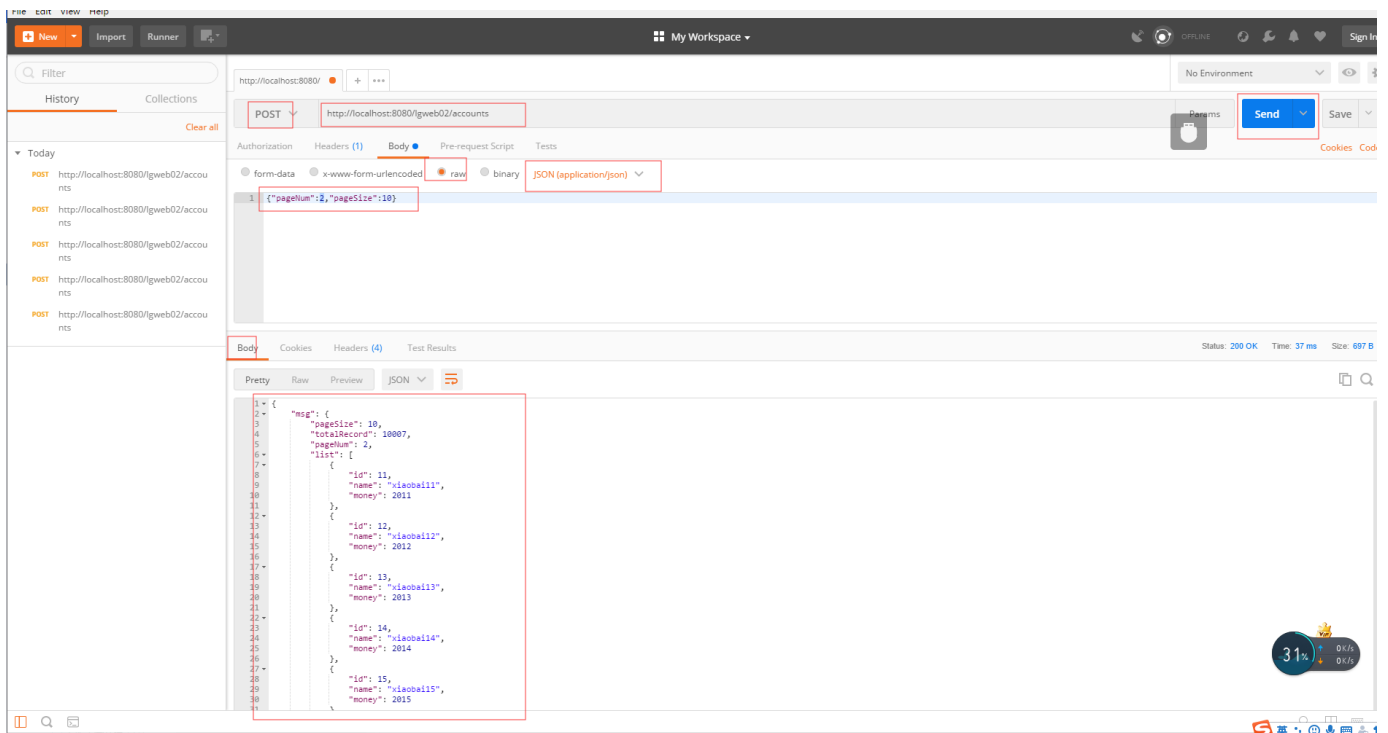 File Edit View Help
New Import Runner My Workspace OFFLINE Sign In
Filter
History Collections
Clear all
Today
POST http://localhost:8080/lgweb02/accou
nts
POST http://localhost:8080/lgweb02/accou
nts
POST http://localhost:8080/lgweb02/accou
nts
POST http://localhost:8080/lgweb02/accou
nts
POST http://localhost:8080/lgweb02/accou
nts
http://localhost:8080/ + ••• No Environment
POST http://localhost:8080/lgweb02/accounts Params Send Save
Authorization Headers (1) Body Pre-request Script Tests Cookies Code
form-data x-www-form-urlencoded raw binary JSON (application/json)
1 {"pageNum":2,"pageSize":10}
Body Cookies Headers (4) Test Results Status: 200 OK Time: 37 ms Size: 697 B
Pretty Raw Preview JSON
1 {
2 "msg": {
3 "pageSize": 10,
4 "totalRecord": 10007,
5 "pageNum": 2,
6 "list": [
7 {
8 "id": 11,
9 "name": "xiaobai11",
10 "money": 2011
11 },
12 {
13 "id": 12,
14 "name": "xiaobai12",
15 "money": 2012
16 },
17 {
18 "id": 13,
19 "name": "xiaobai13",
20 "money": 2013
21 },
22 {
23 "id": 14,
24 "name": "xiaobai14",
25 "money": 2014
26 },
27 {
28 "id": 15,
29 "name": "xiaobai15",
30 "money": 2015
31 }
31% 0K/s
0K/s
英